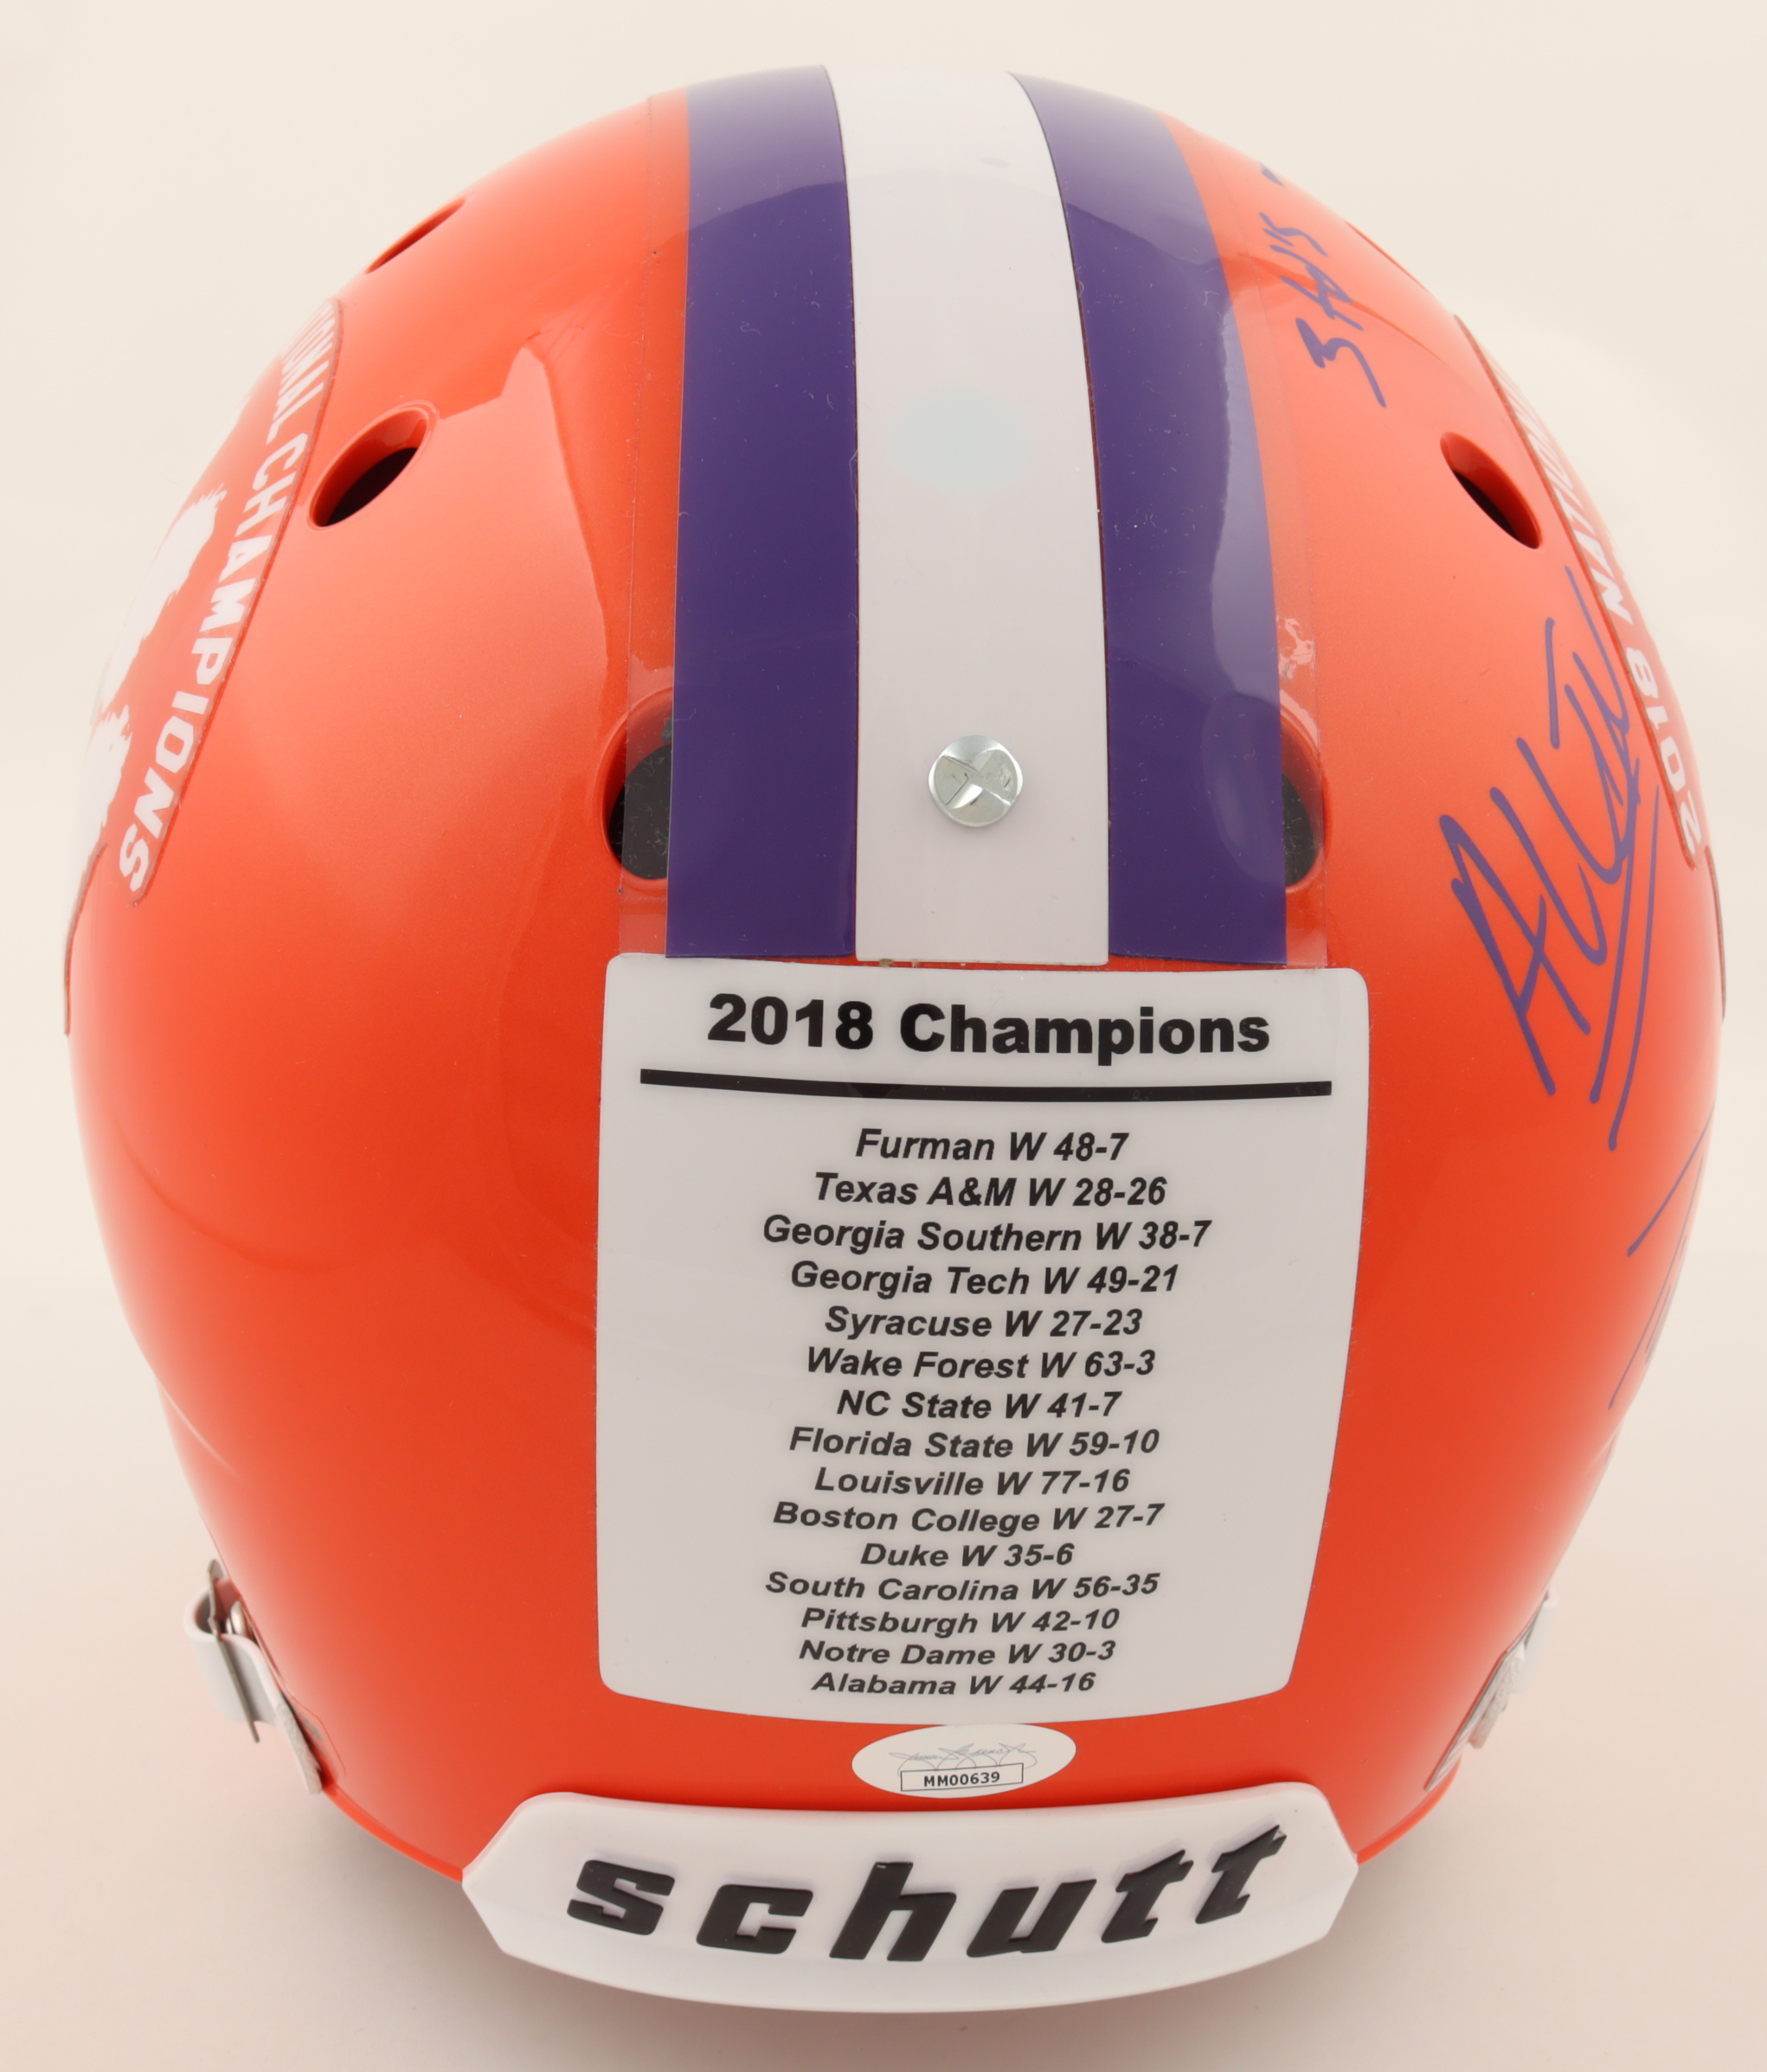 CHAMPIONS
2018
3 td's
2018 Champions
Furman W 48-7
Texas A&M W 28-26
Georgia Southern W 38-7
Georgia Tech W 49-21
Syracuse W 27-23
Wake Forest W 63-3
NC State W 41-7
Florida State W 59-10
Louisville W 77-16
Boston College W 27-7
Duke W 35-6
South Carolina W 56-35
Pittsburgh W 42-10
Notre Dame W 30-3
Alabama W 44-16
MM00639
schutt